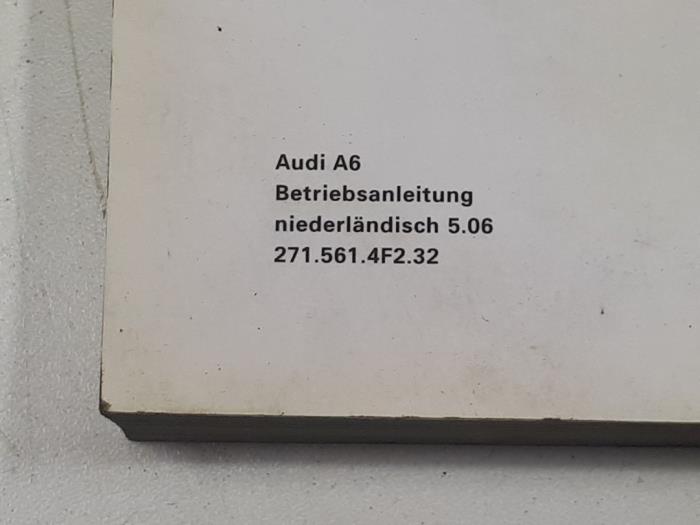 Audi A6
Betriebsanleitung
niederländisch 5.06
271.561.4F2.32